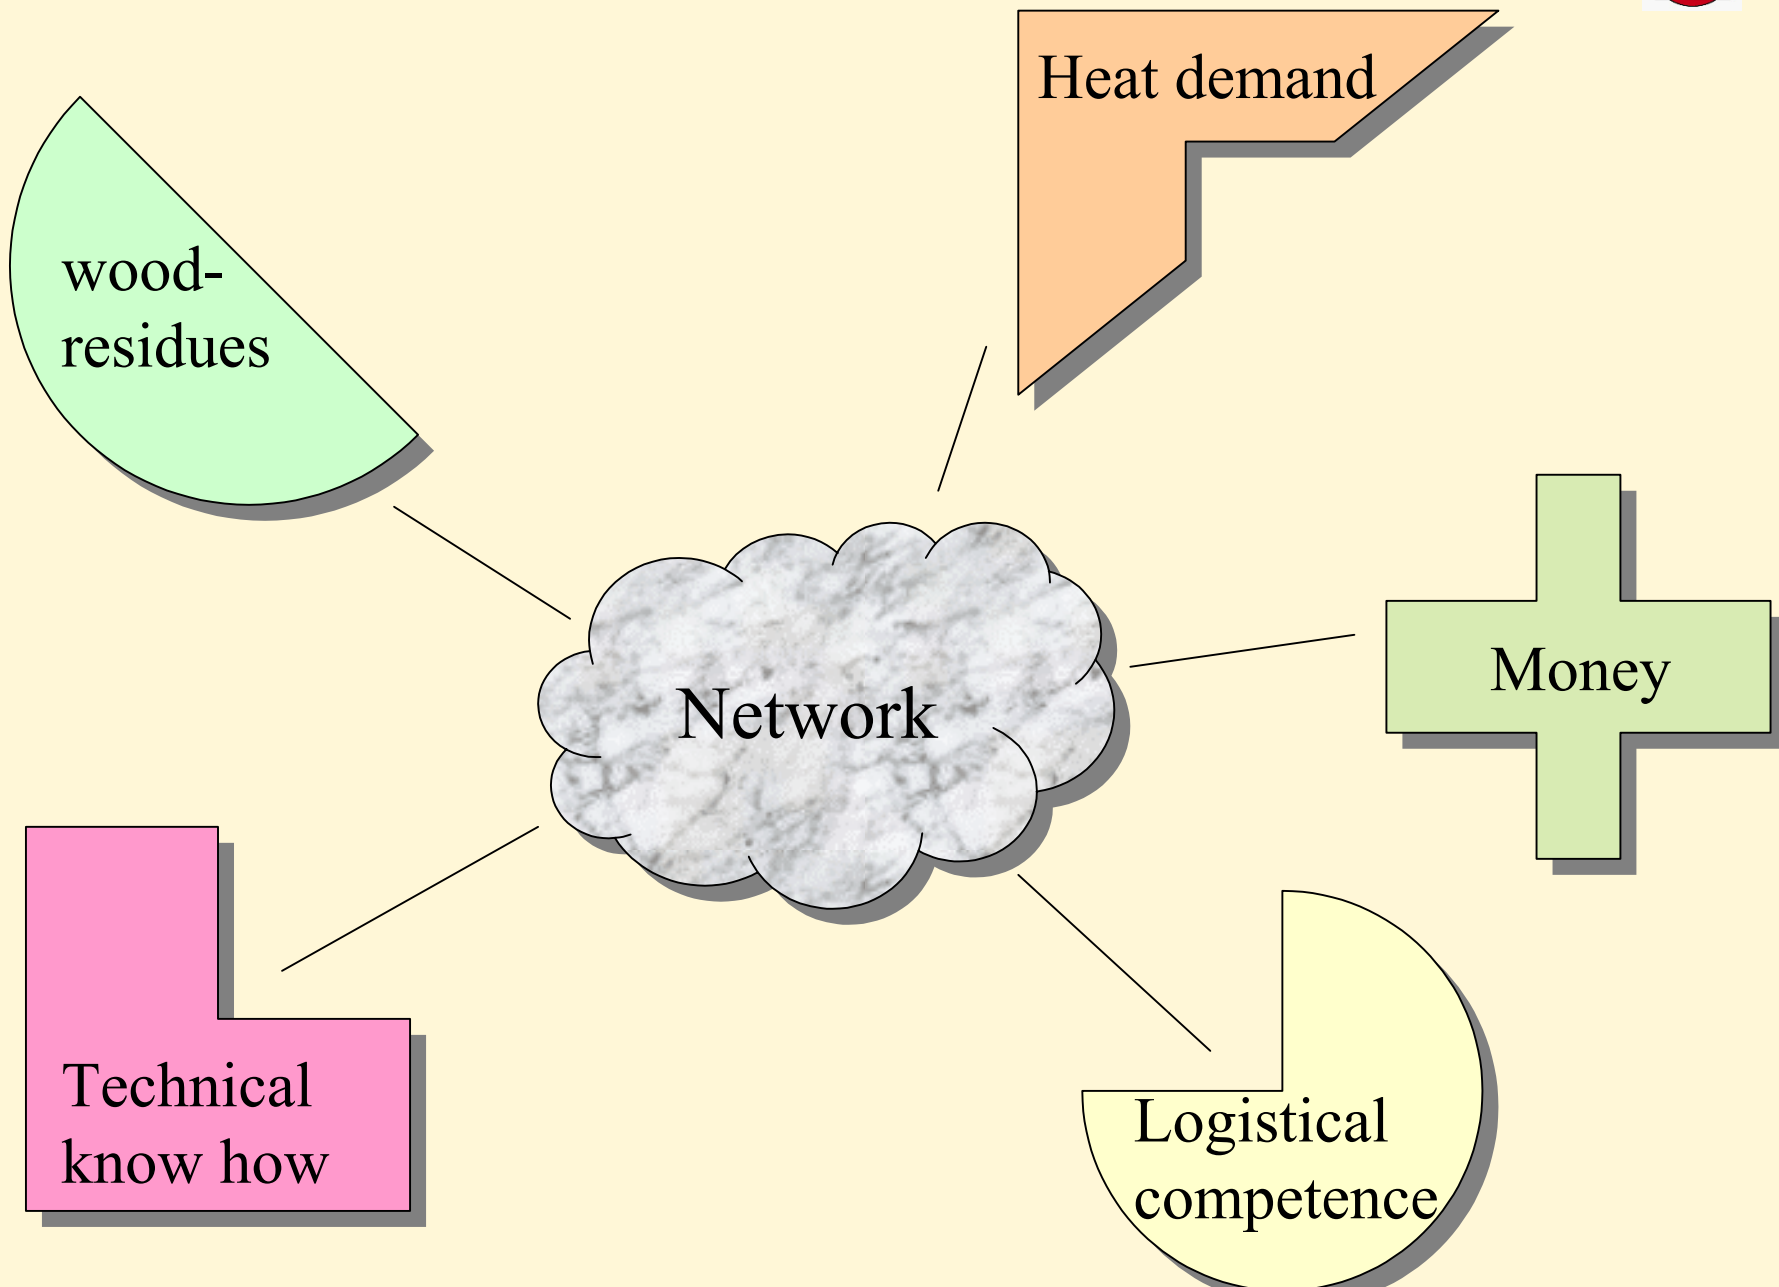 Heat demand
wood-
residues
Money
Network
Technical
know how
Logistical
competence